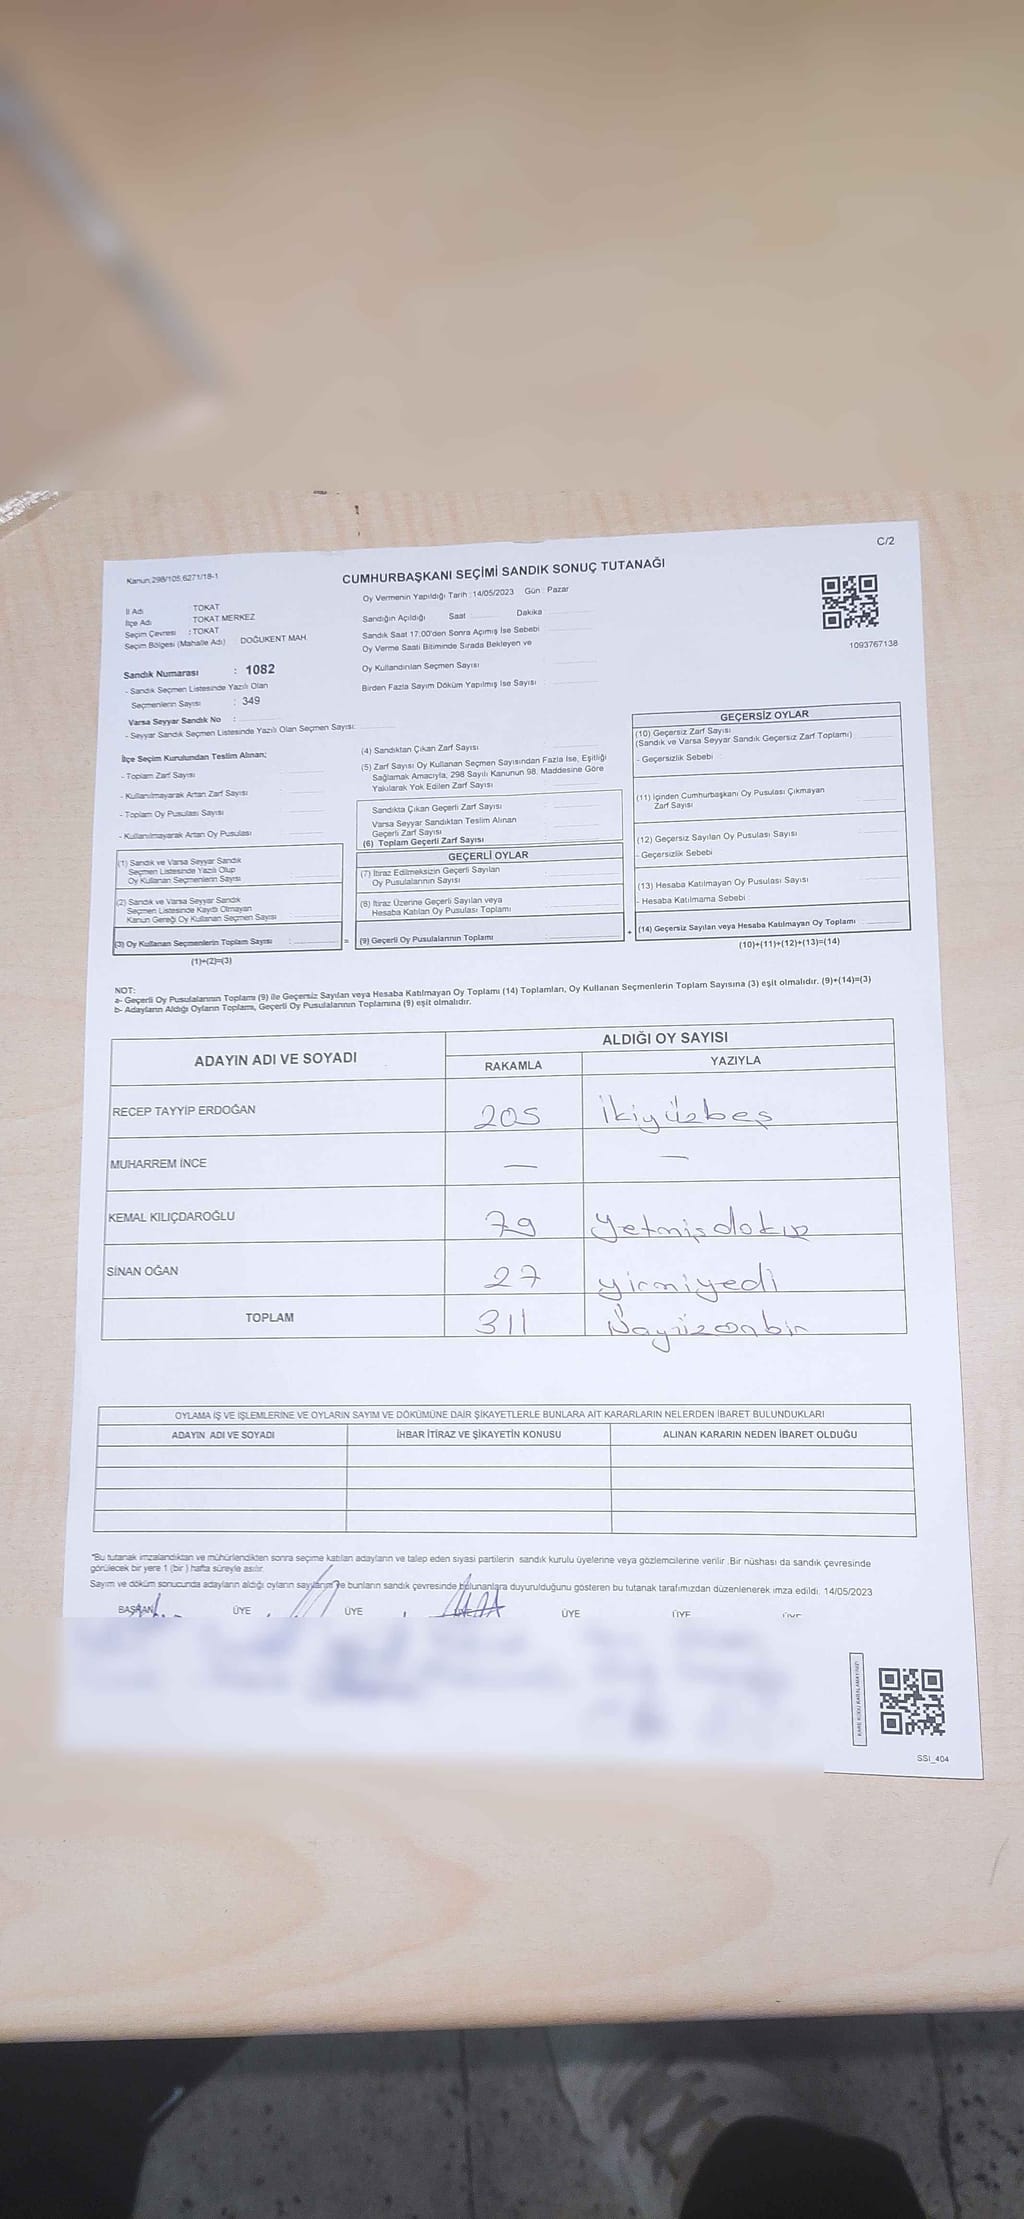 C/2
Kanun:298/105,6271/18-1
CUMHURBAŞKANI SEÇİMİ SANDIK SONUÇ TUTANAĞI
İl Adı : TOKAT
İlçe Adı : TOKAT MERKEZ
Seçim Çevresi : TOKAT
Seçim Bölgesi (Mahalle Adı) DOĞUKENT MAH
Sandık Numarası : 1082
- Sandık Seçmen Listesinde Yazılı Olan
Seçmenlerin Sayısı : 349
Varsa Seyyar Sandık No :
- Seyyar Sandık Seçmen Listesinde Yazılı Olan Seçmen Sayısı:
Oy Vermenin Yapıldığı Tarih : 14/05/2023 Gün : Pazar
Sandığın Açıldığı Saat : Dakika :
Sandık Saat 17:00'den Sonra Açımış İse Sebebi :
Oy Verme Saati Bitiminde Sırada Bekleyen ve
Oy Kullandırılan Seçmen Sayısı :
Birden Fazla Sayım Döküm Yapılmış İse Sayısı :
1093767138
İlçe Seçim Kurulundan Teslim Alınan;
- Toplam Zarf Sayısı
- Kullanılmayarak Artan Zarf Sayısı
- Toplam Oy Pusulası Sayısı
- Kullanılmayarak Artan Oy Pusulası
(1) Sandık ve Varsa Seyyar Sandık
Seçmen Listesinde Yazılı Olup
Oy Kullanan Seçmenlerin Sayısı
(2) Sandık ve Varsa Seyyar Sandık
Seçmen Listesinde Kayıtlı Olmayan
Kanun Gereği Oy Kullanan Seçmen Sayısı
(3) Oy Kullanan Seçmenlerin Toplam Sayısı : =
(1)+(2)=(3)
(4) Sandıktan Çıkan Zarf Sayısı
(5) Zarf Sayısı Oy Kullanan Seçmen Sayısından Fazla İse, Eşitliği
Sağlamak Amacıyla, 298 Sayılı Kanunun 98. Maddesine Göre
Yakılarak Yok Edilen Zarf Sayısı
Sandıkta Çıkan Geçerli Zarf Sayısı
Varsa Seyyar Sandıktan Teslim Alınan
Geçerli Zarf Sayısı
(6) Toplam Geçerli Zarf Sayısı
GEÇERLİ OYLAR
(7) İtiraz Edilmeksizin Geçerli Sayılan
Oy Pusulalarının Sayısı
(8) İtiraz Üzerine Geçerli Sayılan veya
Hesaba Katılan Oy Pusulası Toplamı
(9) Geçerli Oy Pusulalarının Toplamı : +
GEÇERSİZ OYLAR
(10) Geçersiz Zarf Sayısı
(Sandık ve Varsa Seyyar Sandık Geçersiz Zarf Toplamı)
- Geçersizlik Sebebi :
(11) İçinden Cumhurbaşkanı Oy Pusulası Çıkmayan
Zarf Sayısı
(12) Geçersiz Sayılan Oy Pusulası Sayısı
- Geçersizlik Sebebi
(13) Hesaba Katılmayan Oy Pusulası Sayısı
- Hesaba Katılmama Sebebi :
(14) Geçersiz Sayılan veya Hesaba Katılmayan Oy Toplamı
(10)+(11)+(12)+(13)=(14)
NOT:
a- Geçerli Oy Pusulalarının Toplamı (9) ile Geçersiz Sayılan veya Hesaba Katılmayan Oy Toplamı (14) Toplamları, Oy Kullanan Seçmenlerin Toplam Sayısına (3) eşit olmalıdır. (9)+(14)=(3)
b- Adayların Aldığı Oyların Toplamı, Geçerli Oy Pusulalarının Toplamına (9) eşit olmalıdır.
ADAYIN ADI VE SOYADI ALDIĞI OY SAYISI
RAKAMLA YAZIYLA
RECEP TAYYİP ERDOĞAN 205 İkiyüzbeş
MUHARREM İNCE — —
KEMAL KILIÇDAROĞLU 79 Yetmişdokuz
SİNAN OĞAN 27 yirmiyedi
TOPLAM 311 Üçyüzonbir
OYLAMA İŞ VE İŞLEMLERİNE VE OYLARIN SAYIM VE DÖKÜMÜNE DAİR ŞİKAYETLERLE BUNLARA AİT KARARLARIN NELERDEN İBARET BULUNDUKLARI
ADAYIN ADI VE SOYADI İHBAR İTİRAZ VE ŞİKAYETİN KONUSU ALINAN KARARIN NEDEN İBARET OLDUĞU
*Bu tutanak imzalandıktan ve mühürlendikten sonra seçime katılan adayların ve talep eden siyasi partilerin sandık kurulu üyelerine veya gözlemcilerine verilir .Bir nüshası da sandık çevresinde
görülecek bir yere 1 (bir ) hafta süreyle asılır.
Sayım ve döküm sonucunda adayların aldığı oyların sayılarını ve bunların sandık çevresinde bulunanlara duyurulduğunu gösteren bu tutanak tarafımızdan düzenlenerek imza edildi. 14/05/2023
BAŞKAN ÜYE ÜYE ÜYE ÜYE ÜYE ÜYE
SSI_404